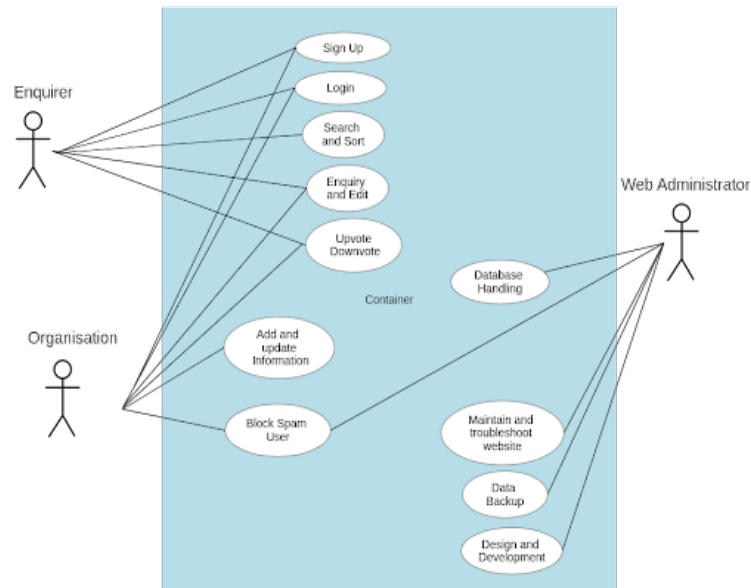 Sign Up
Login
Enquirer
Search
and Sort
Enquiry
and Edit
Web Administrator
Upvote
Downvote
Database
Handling
Container
Organisation
Add and
update
Information
Block Spam
User
Maintain and
troubleshoot
website
Data
Backup
Design and
Development